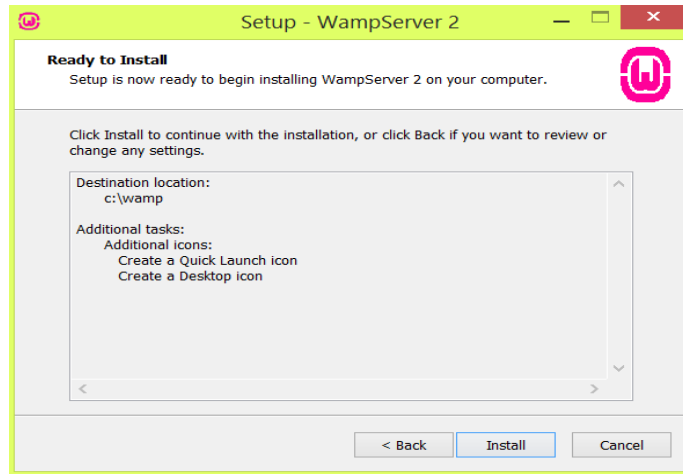 Setup - WampServer 2
Ready to Install
Setup is now ready to begin installing WampServer 2 on your computer.
Click Install to continue with the installation, or click Back if you want to review or
change any settings.
Destination location:
c:\wamp
Additional tasks:
Additional icons:
Create a Quick Launch icon
Create a Desktop icon
< Back
Install
Cancel